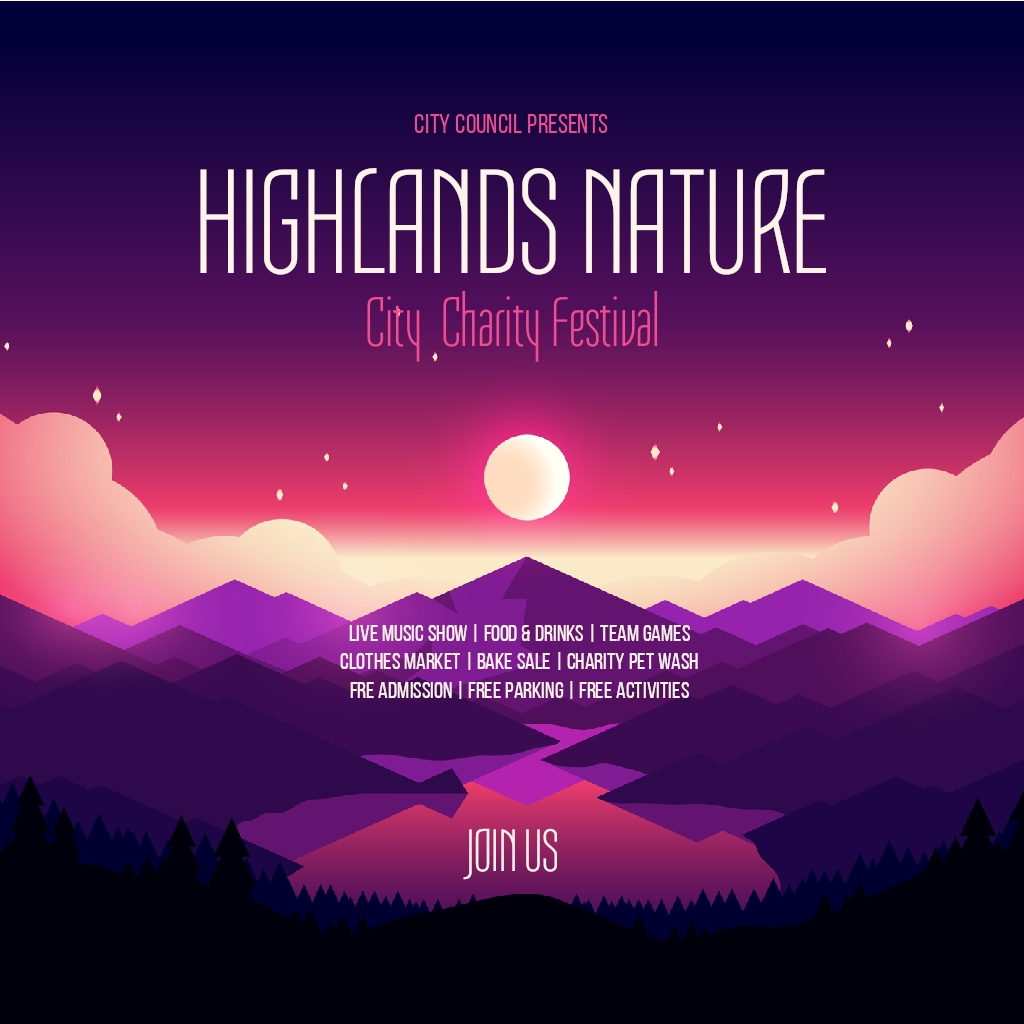 CITY COUNCIL PRESENTS
HIGHLANDS NATURE
City Charity Festival
LIVE MUSIC SHOW | FOOD & DRINKS | TEAM GAMES
CLOTHES MARKET | BAKE SALE | CHARITY PET WASH
FRE ADMISSION | FREE PARKING | FREE ACTIVITIES
JOIN US